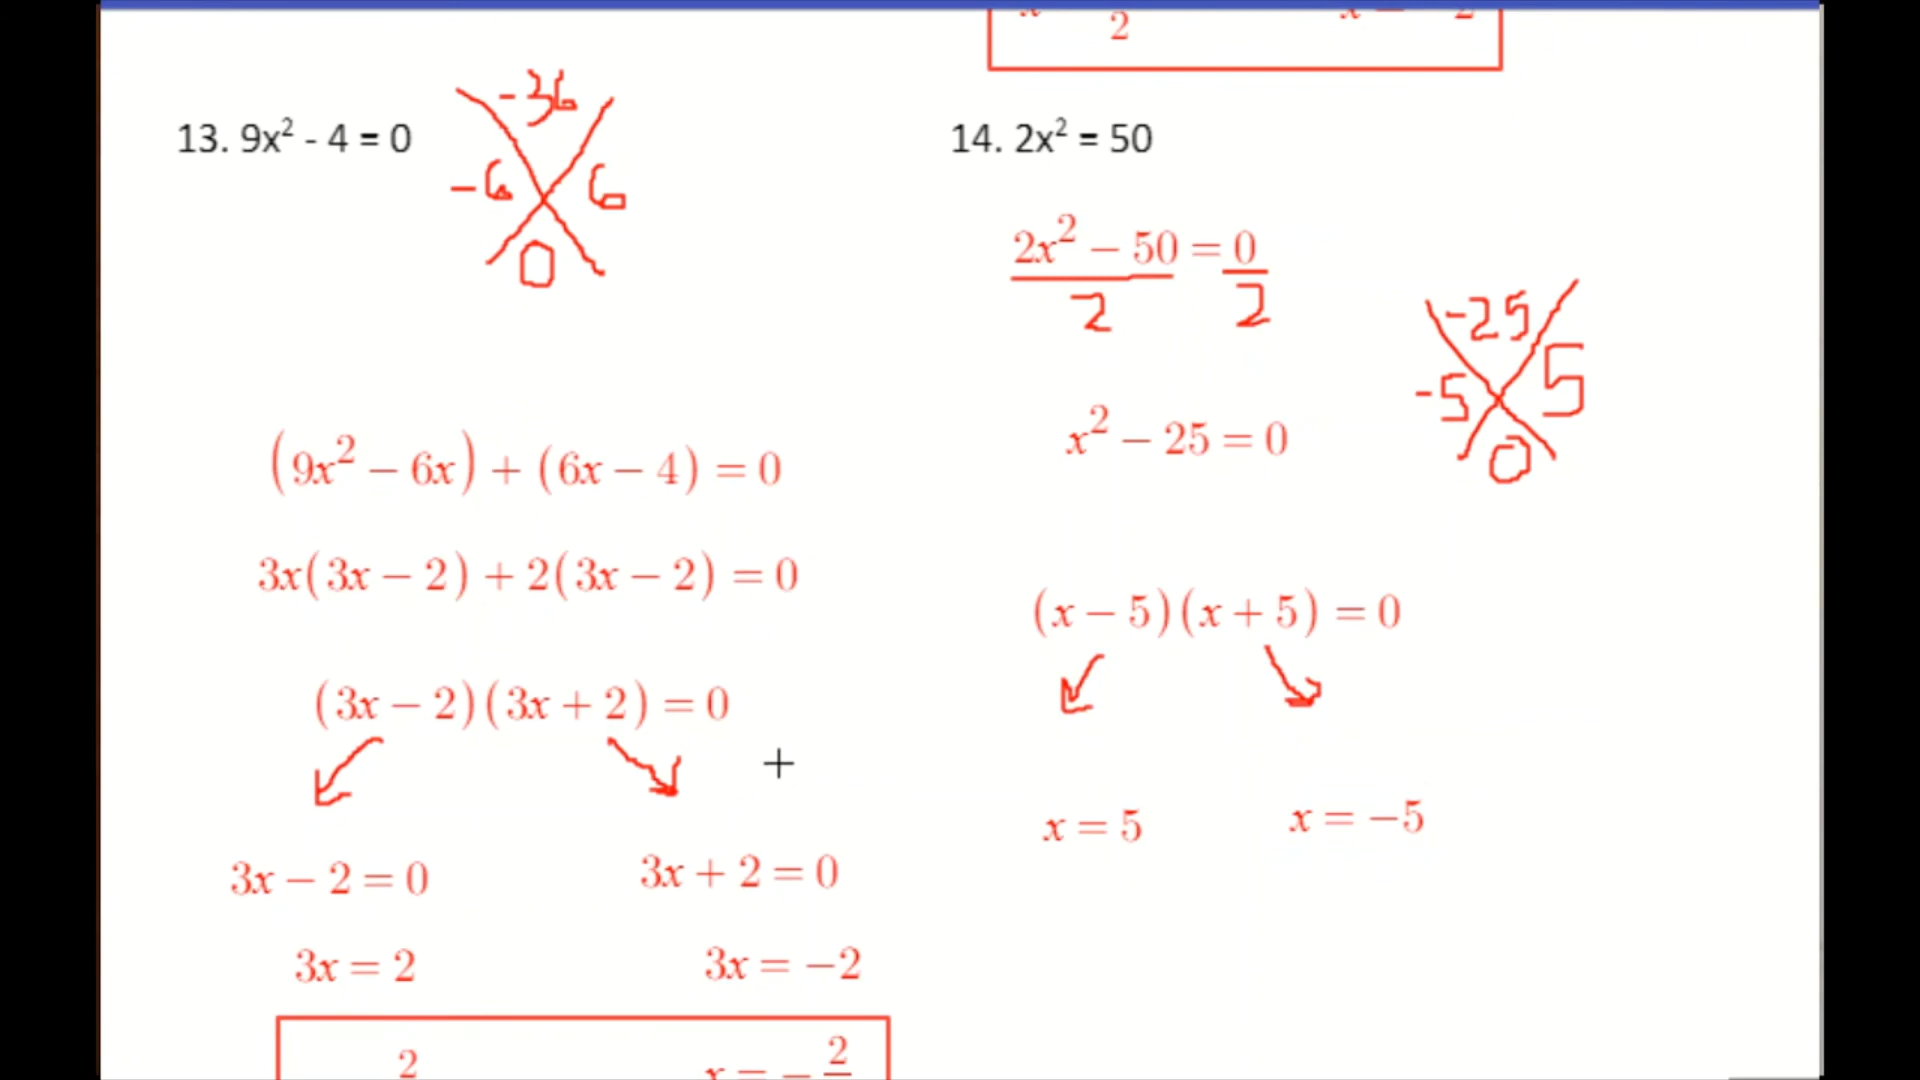 2
13. 9x² - 4 = 0
-36
-6 6
0
(9x² − 6x) + (6x − 4) = 0
3x(3x − 2) + 2(3x − 2) = 0
(3x − 2)(3x + 2) = 0
3x − 2 = 0 3x + 2 = 0
3x = 2 3x = −2
2
x = − 2
14. 2x² = 50
2x² − 50 = 0
2 2
-25
-5 5
0
x² − 25 = 0
(x − 5)(x + 5) = 0
x = 5 x = −5